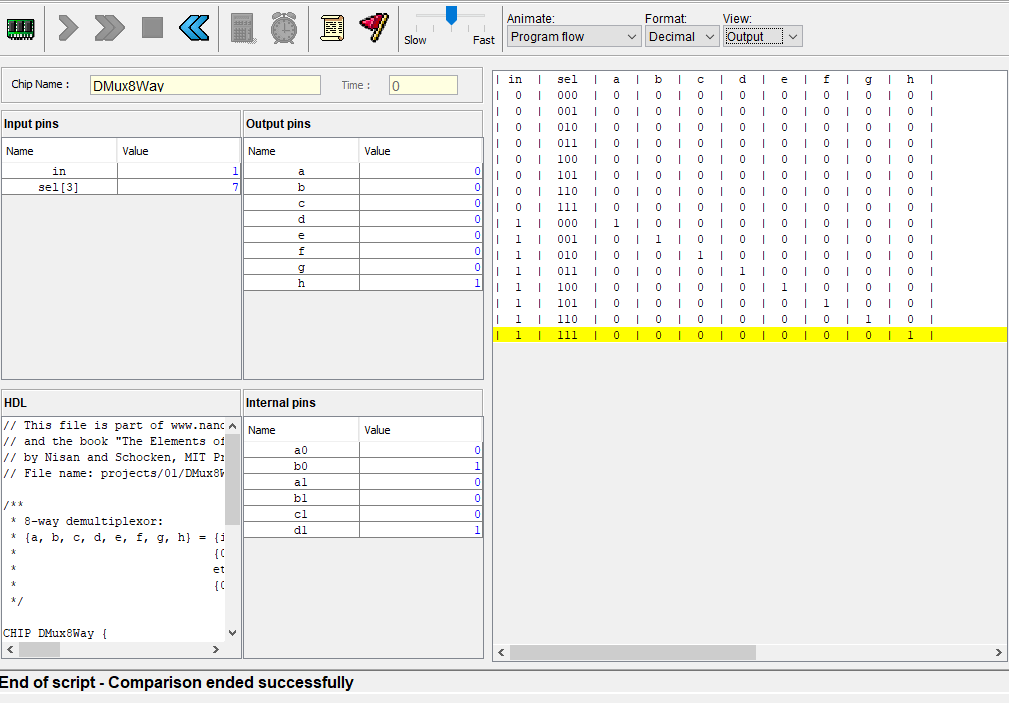 Slow Fast
Animate: Format: View:
Program flow Decimal Output
Chip Name : DMux8Way Time : 0
Input pins
Name Value
in 1
sel[3] 7
Output pins
Name Value
a 0
b 0
c 0
d 0
e 0
f 0
g 0
h 1
HDL
// This file is part of www.nand
// and the book "The Elements of
// by Nisan and Schocken, MIT Pr
// File name: projects/01/DMux8W
/**
* 8-way demultiplexor:
* {a, b, c, d, e, f, g, h} = {i
* {0
* et
* {0
*/
CHIP DMux8Way {
Internal pins
Name Value
a0 0
b0 1
a1 0
b1 0
c1 0
d1 1
| in | sel | a | b | c | d | e | f | g | h |
| 0 | 000 | 0 | 0 | 0 | 0 | 0 | 0 | 0 | 0 |
| 0 | 001 | 0 | 0 | 0 | 0 | 0 | 0 | 0 | 0 |
| 0 | 010 | 0 | 0 | 0 | 0 | 0 | 0 | 0 | 0 |
| 0 | 011 | 0 | 0 | 0 | 0 | 0 | 0 | 0 | 0 |
| 0 | 100 | 0 | 0 | 0 | 0 | 0 | 0 | 0 | 0 |
| 0 | 101 | 0 | 0 | 0 | 0 | 0 | 0 | 0 | 0 |
| 0 | 110 | 0 | 0 | 0 | 0 | 0 | 0 | 0 | 0 |
| 0 | 111 | 0 | 0 | 0 | 0 | 0 | 0 | 0 | 0 |
| 1 | 000 | 1 | 0 | 0 | 0 | 0 | 0 | 0 | 0 |
| 1 | 001 | 0 | 1 | 0 | 0 | 0 | 0 | 0 | 0 |
| 1 | 010 | 0 | 0 | 1 | 0 | 0 | 0 | 0 | 0 |
| 1 | 011 | 0 | 0 | 0 | 1 | 0 | 0 | 0 | 0 |
| 1 | 100 | 0 | 0 | 0 | 0 | 1 | 0 | 0 | 0 |
| 1 | 101 | 0 | 0 | 0 | 0 | 0 | 1 | 0 | 0 |
| 1 | 110 | 0 | 0 | 0 | 0 | 0 | 0 | 1 | 0 |
| 1 | 111 | 0 | 0 | 0 | 0 | 0 | 0 | 0 | 1 |
End of script - Comparison ended successfully